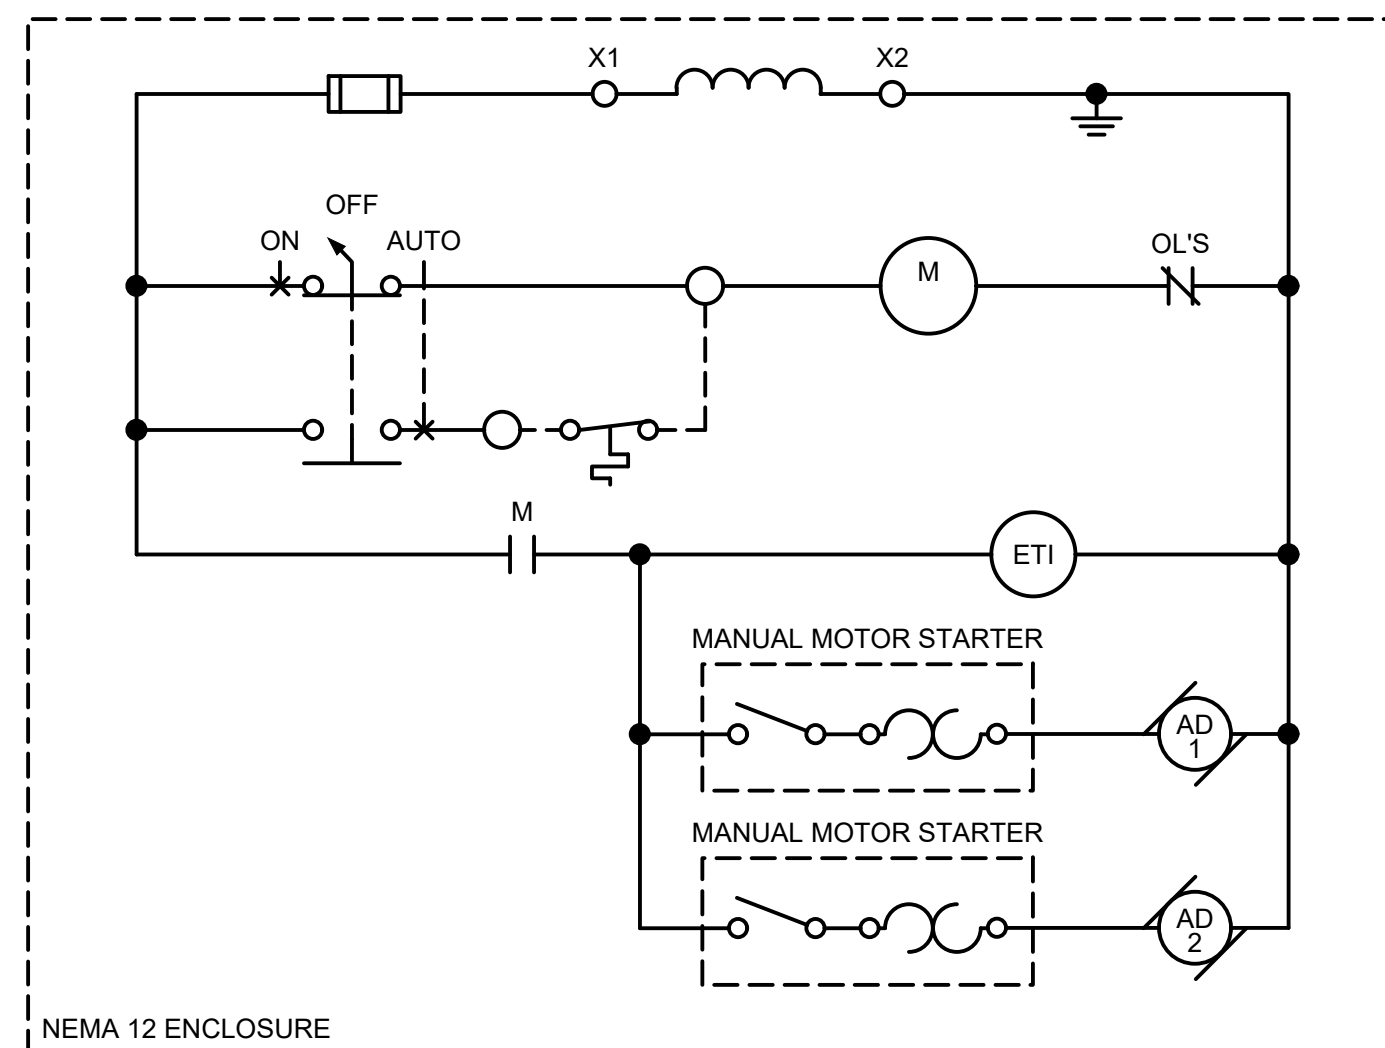 X1
X2
OFF
ON
AUTO
M
OL'S
M
ETI
MANUAL MOTOR STARTER
AD
1
MANUAL MOTOR STARTER
AD
2
NEMA 12 ENCLOSURE